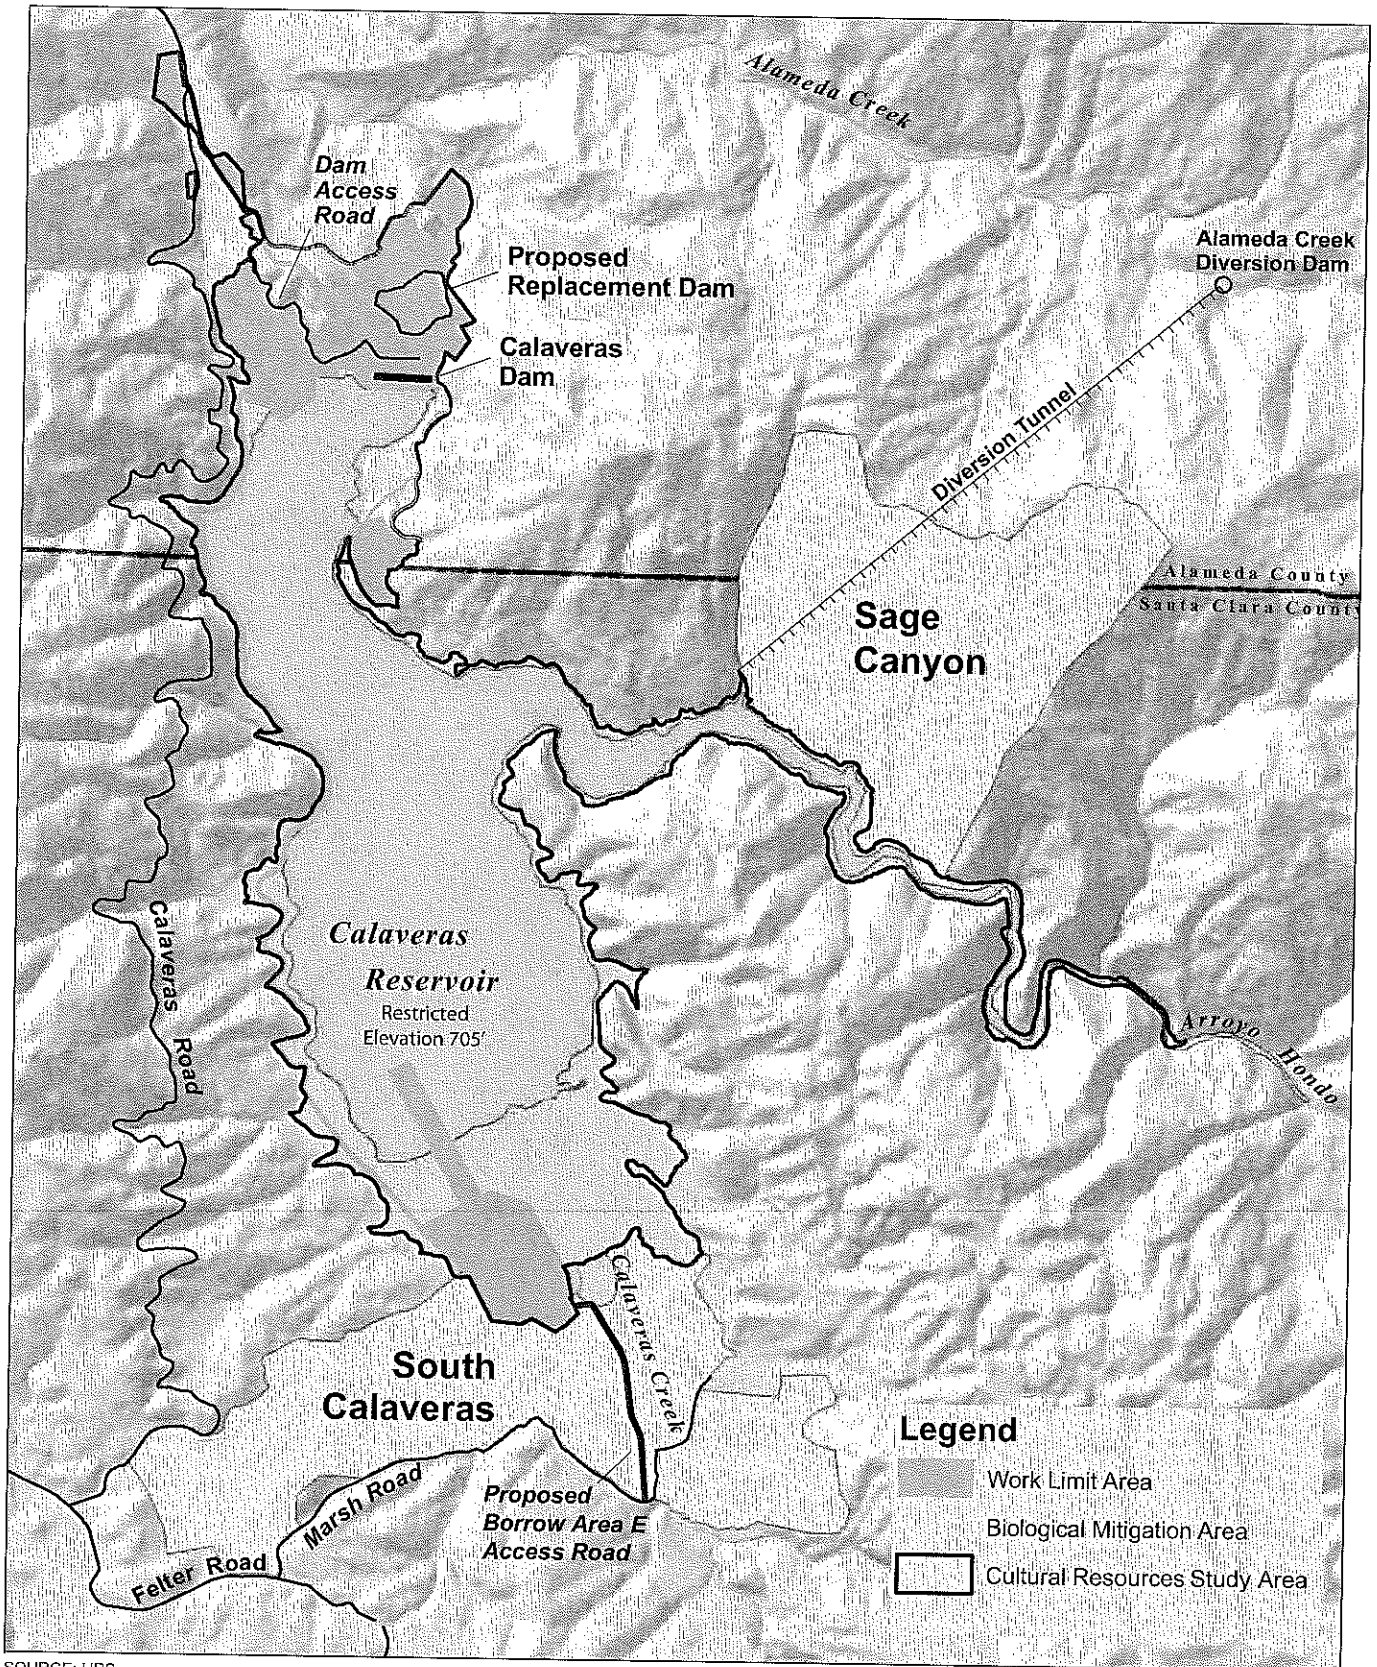 Alameda Creek
Dam
Access
Road
Proposed
Replacement Dam
Alameda Creek
Diversion Dam
Calaveras
Dam
Diversion Tunnel
Alameda County
Santa Clara County
Sage
Canyon
Calaveras Road
Calaveras
Reservoir
Restricted
Elevation 705'
Arroyo Hondo
Calaveras Creek
South
Calaveras
Marsh Road
Felter Road
Proposed
Borrow Area E
Access Road
Legend
Work Limit Area
Biological Mitigation Area
Cultural Resources Study Area
SOURCE: URS